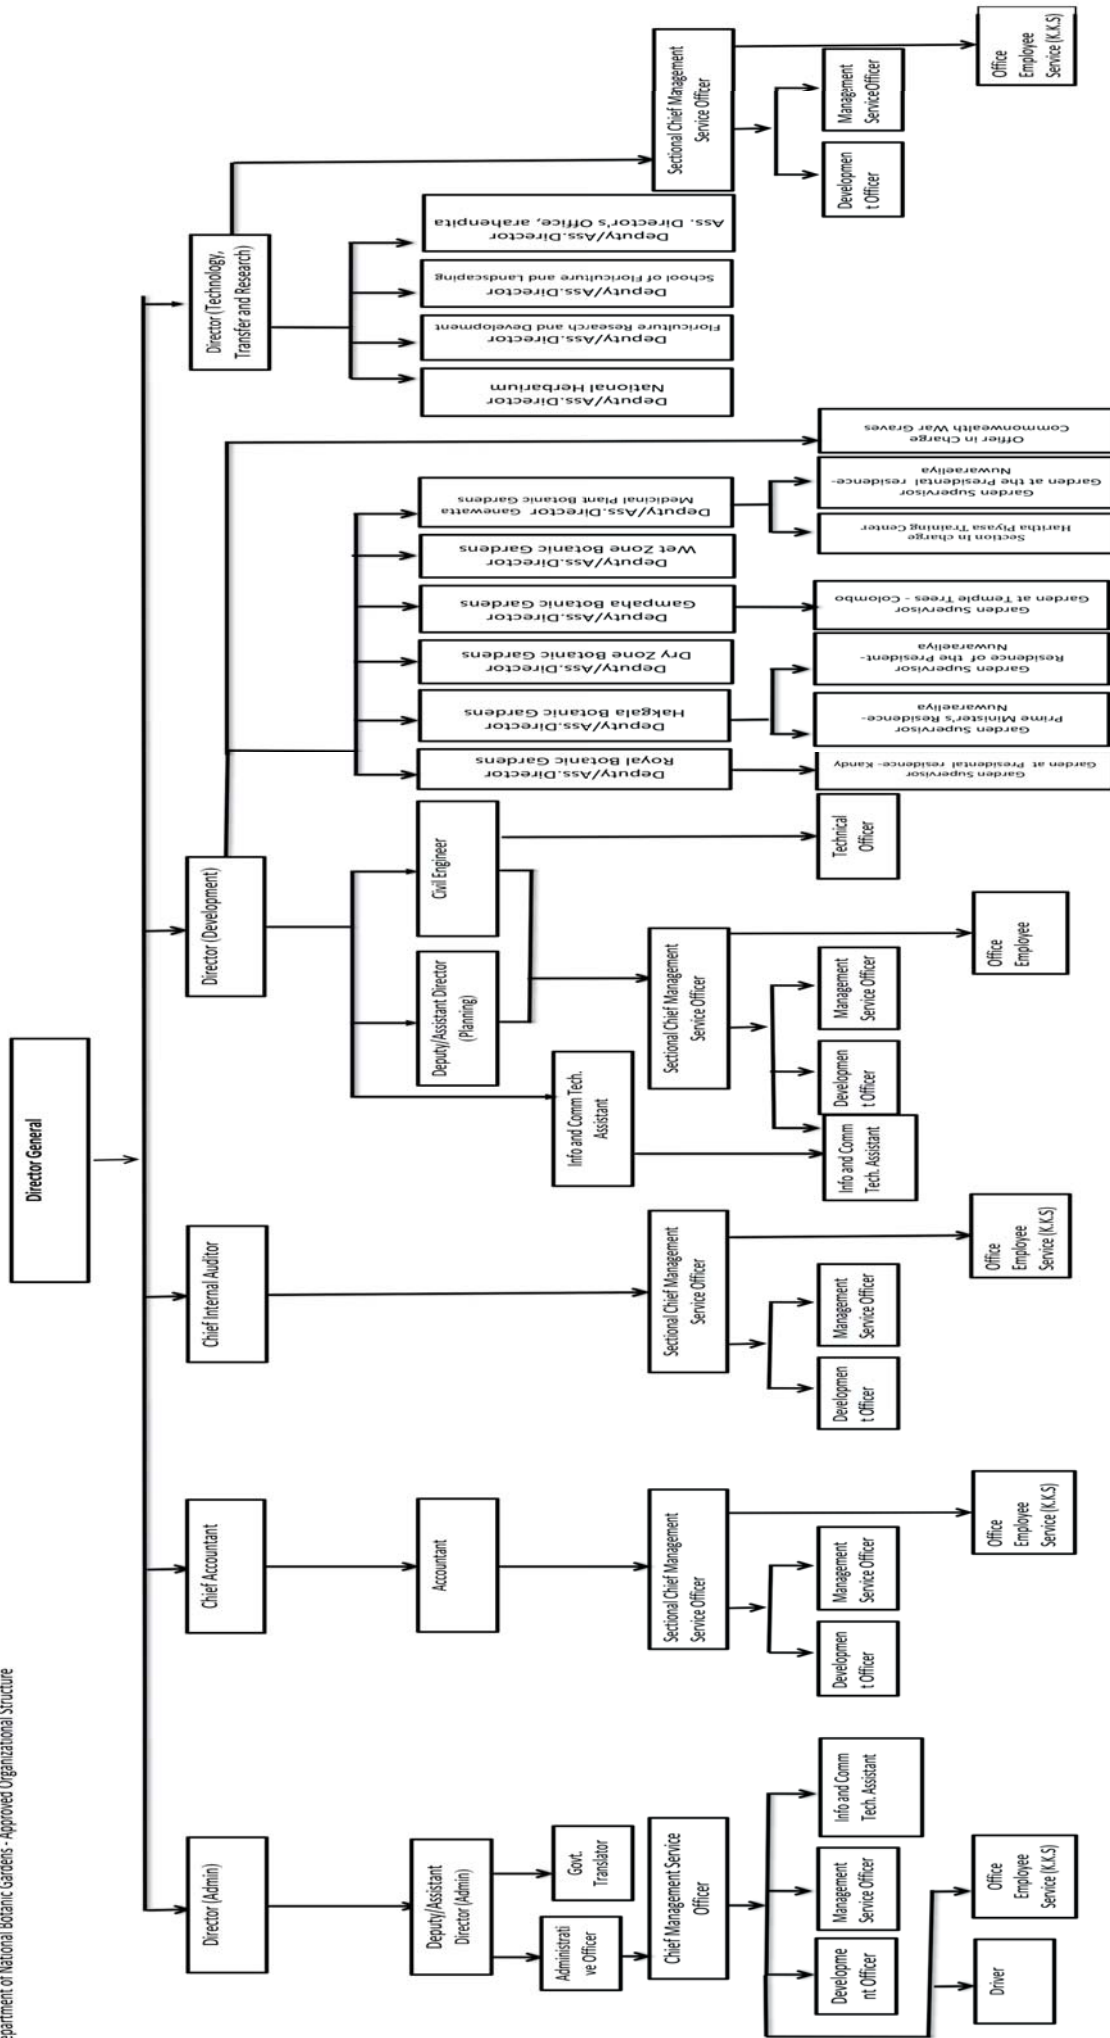 epartment of National Botanic Gardens - Approved Organizational Structure
Director General
Director (Admin)
Chief Accountant
Chief Internal Auditor
Director (Development)
Director (Technology,
Transfer and Research)
Deputy/Assistant
Director (Admin)
Accountant
Deputy/Assistant Director
(Planning)
Civil Engineer
Deputy/Ass.Director
Royal Botanic Gardens
Deputy/Ass.Director
Hakgala Botanic Gardens
Deputy/Ass.Director
Dry Zone Botanic Gardens
Deputy/Ass.Director
Gampaha Botanic Gardens
Deputy/Ass.Director
Wet Zone Botanic Gardens
Deputy/Ass.Director Ganewatta
Medicinal Plant Botanic Gardens
Deputy/Ass.Director
National Herbarium
Deputy/Ass.Director
Floriculture Research and Development
Deputy/Ass.Director
School of Floriculture and Landscaping
Deputy/Ass.Director
Ass. Director's Office, arahenpita
Administrati
ve Officer
Govt.
Translator
Info and Comm Tech.
Assistant
Chief Management Service
Officer
Sectional Chief Management
Service Officer
Sectional Chief Management
Service Officer
Sectional Chief Management
Service Officer
Sectional Chief Management
Service Officer
Developme
nt Officer
Management
Service Officer
Info and Comm
Tech. Assistant
Developmen
t Officer
Management
Service Officer
Developmen
t Officer
Management
Service Officer
Info and Comm
Tech. Assistant
Developmen
t Officer
Management
Service Officer
Technical
Officer
Garden Supervisor
Garden at Presidental residence- Kandy
Garden Supervisor
Prime Minister's Residence-
Nuwaraeliya
Garden Supervisor
Residence of the President-
Nuwaraeliya
Garden Supervisor
Garden at Temple Trees - Colombo
Section In charge
Haritha Piyasa Training Center
Garden Supervisor
Garden at the Presidental residence-
Nuwaraeliya
Offier in Charge
Commonwealth War Graves
Developmen
t Officer
Management
ServiceOfficer
Driver
Office
Employee
Service (K.K.S)
Office
Employee
Service (K.K.S)
Office
Employee
Service (K.K.S)
Office
Employee
Office
Employee
Service (K.K.S)